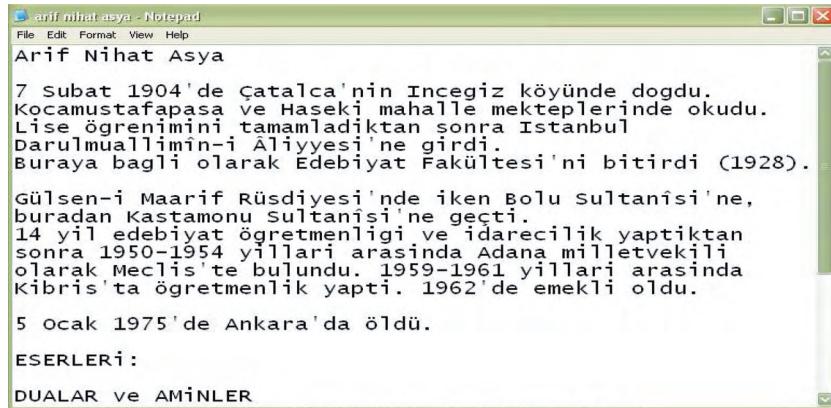 arif nihat asya - Notepad
File Edit Format View Help
Arif Nihat Asya
7 Subat 1904'de Çatalca'nin Incegiz köyünde dogdu.
Kocamustafapasa ve Haseki mahalle mekteplerinde okudu.
Lise ögrenimini tamamladiktan sonra Istanbul
Darulmuallimîn-i Âliyyesi'ne girdi.
Buraya bagli olarak Edebiyat Fakültesi'ni bitirdi (1928).
Gülsen-i Maarif Rüsdiyesi'nde iken Bolu Sultanîsi'ne,
buradan Kastamonu Sultanîsi'ne geçti.
14 yil edebiyat ögretmenligi ve idarecilik yaptiktan
sonra 1950-1954 yillari arasinda Adana milletvekili
olarak Meclis'te bulundu. 1959-1961 yillari arasinda
Kibris'ta ögretmenlik yapti. 1962'de emekli oldu.
5 Ocak 1975'de Ankara'da öldü.
ESERLERi:
DUALAR ve AMiNLER